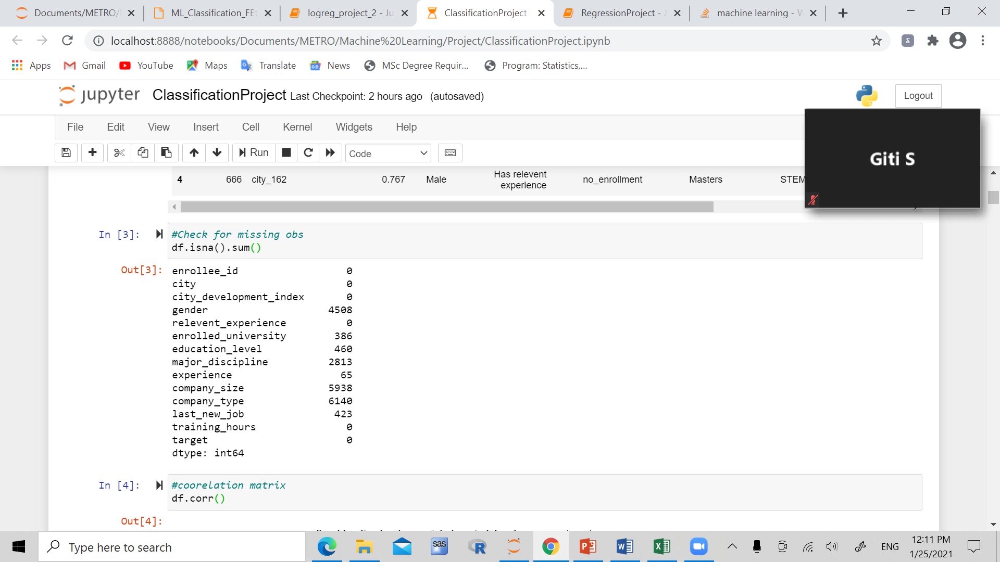 Documents/METRO/
ML_Classification_FE
logreg_project_2 - Ju
ClassificationProject
RegressionProject - J
machine learning - W
localhost:8888/notebooks/Documents/METRO/Machine%20Learning/Project/ClassificationProject.ipynb
Apps Gmail YouTube Maps Translate News MSc Degree Requir... Program: Statistics,...
jupyter ClassificationProject Last Checkpoint: 2 hours ago (autosaved)
Logout
File Edit View Insert Cell Kernel Widgets Help
Run Code
Giti S
4 666 city_162 0.767 Male Has relevent experience no_enrollment Masters STEM
In [3]: #Check for missing obs
df.isna().sum()
Out[3]: enrollee_id 0
city 0
city_development_index 0
gender 4508
relevent_experience 0
enrolled_university 386
education_level 460
major_discipline 2813
experience 65
company_size 5938
company_type 6140
last_new_job 423
training_hours 0
target 0
dtype: int64
In [4]: #coorelation matrix
df.corr()
Out[4]:
Type here to search
sas
ENG
12:11 PM
1/25/2021